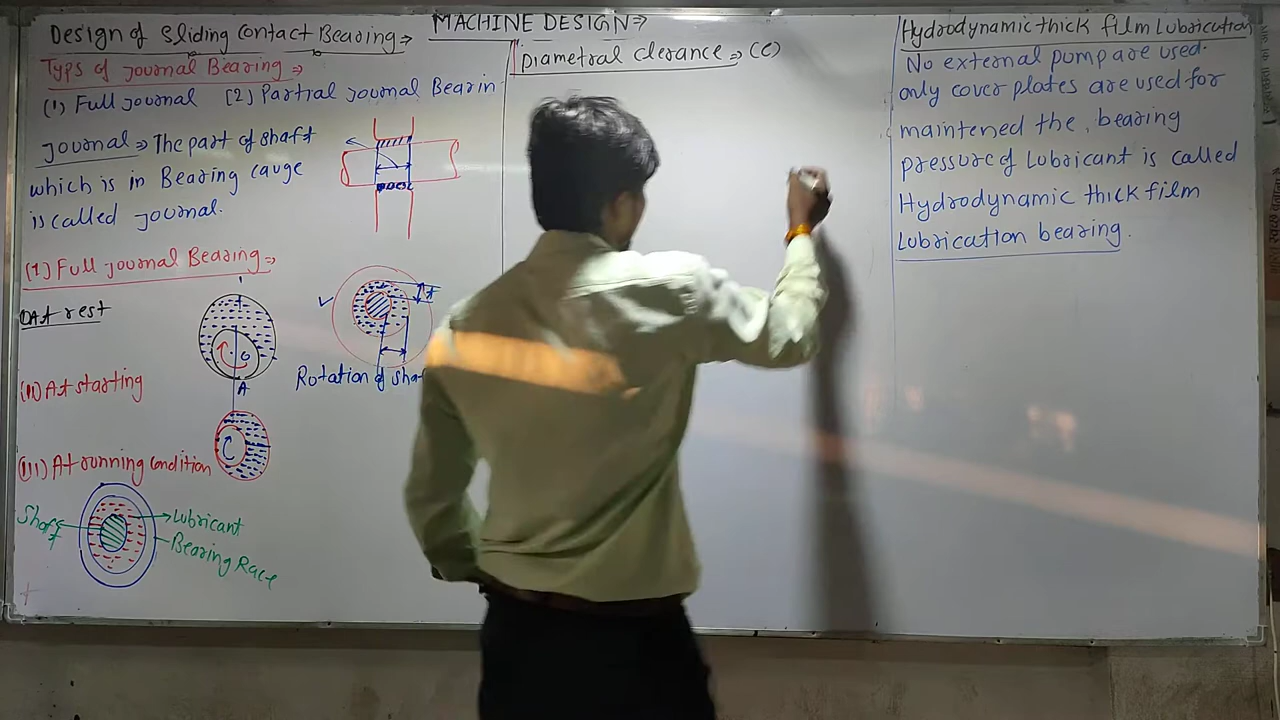 MACHINE DESIGN ⇒
Design of Sliding Contact Bearing ⇒
Typs of Journal Bearing ⇒
(1) Full Journal (2) Partial Journal Bearin
Journal ⇒ The part of shaft
which is in Bearing cauge
is called journal.
(1) Full Journal Bearing ⇒
(i) At rest
O
A
t
Rotation of Sha
(ii) At starting
(iii) At running condition
Shaft
Lubricant
Bearing Race
Diametral clerance ⇒ (C)
Hydrodynamic thick film Lubrication
No external pump are used.
only cover plates are used for
maintened the bearing
pressure of Lubricant is called
Hydrodynamic thick film
Lubrication bearing.